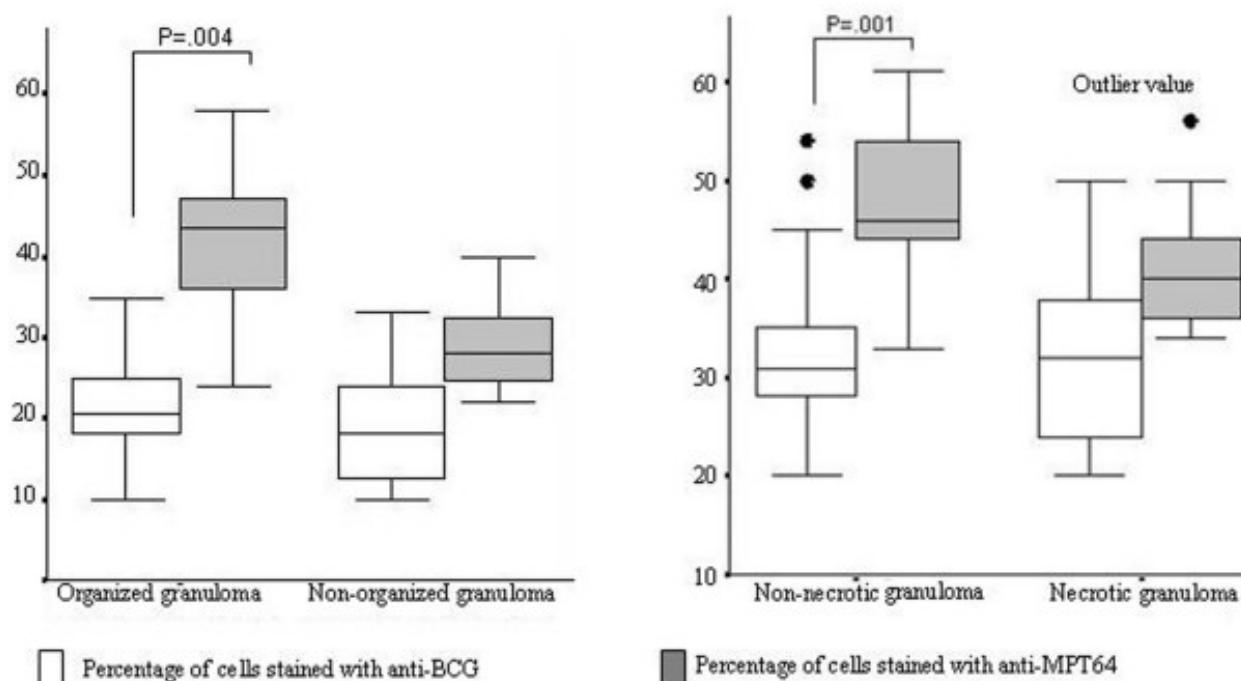 P=.004
60
50
40
30
20
10
Organized granuloma
Non-organized granuloma
P=.001
Outlier value
60
50
40
30
20
10
Non-necrotic granuloma
Necrotic granuloma
Percentage of cells stained with anti-BCG
Percentage of cells stained with anti-MPT64